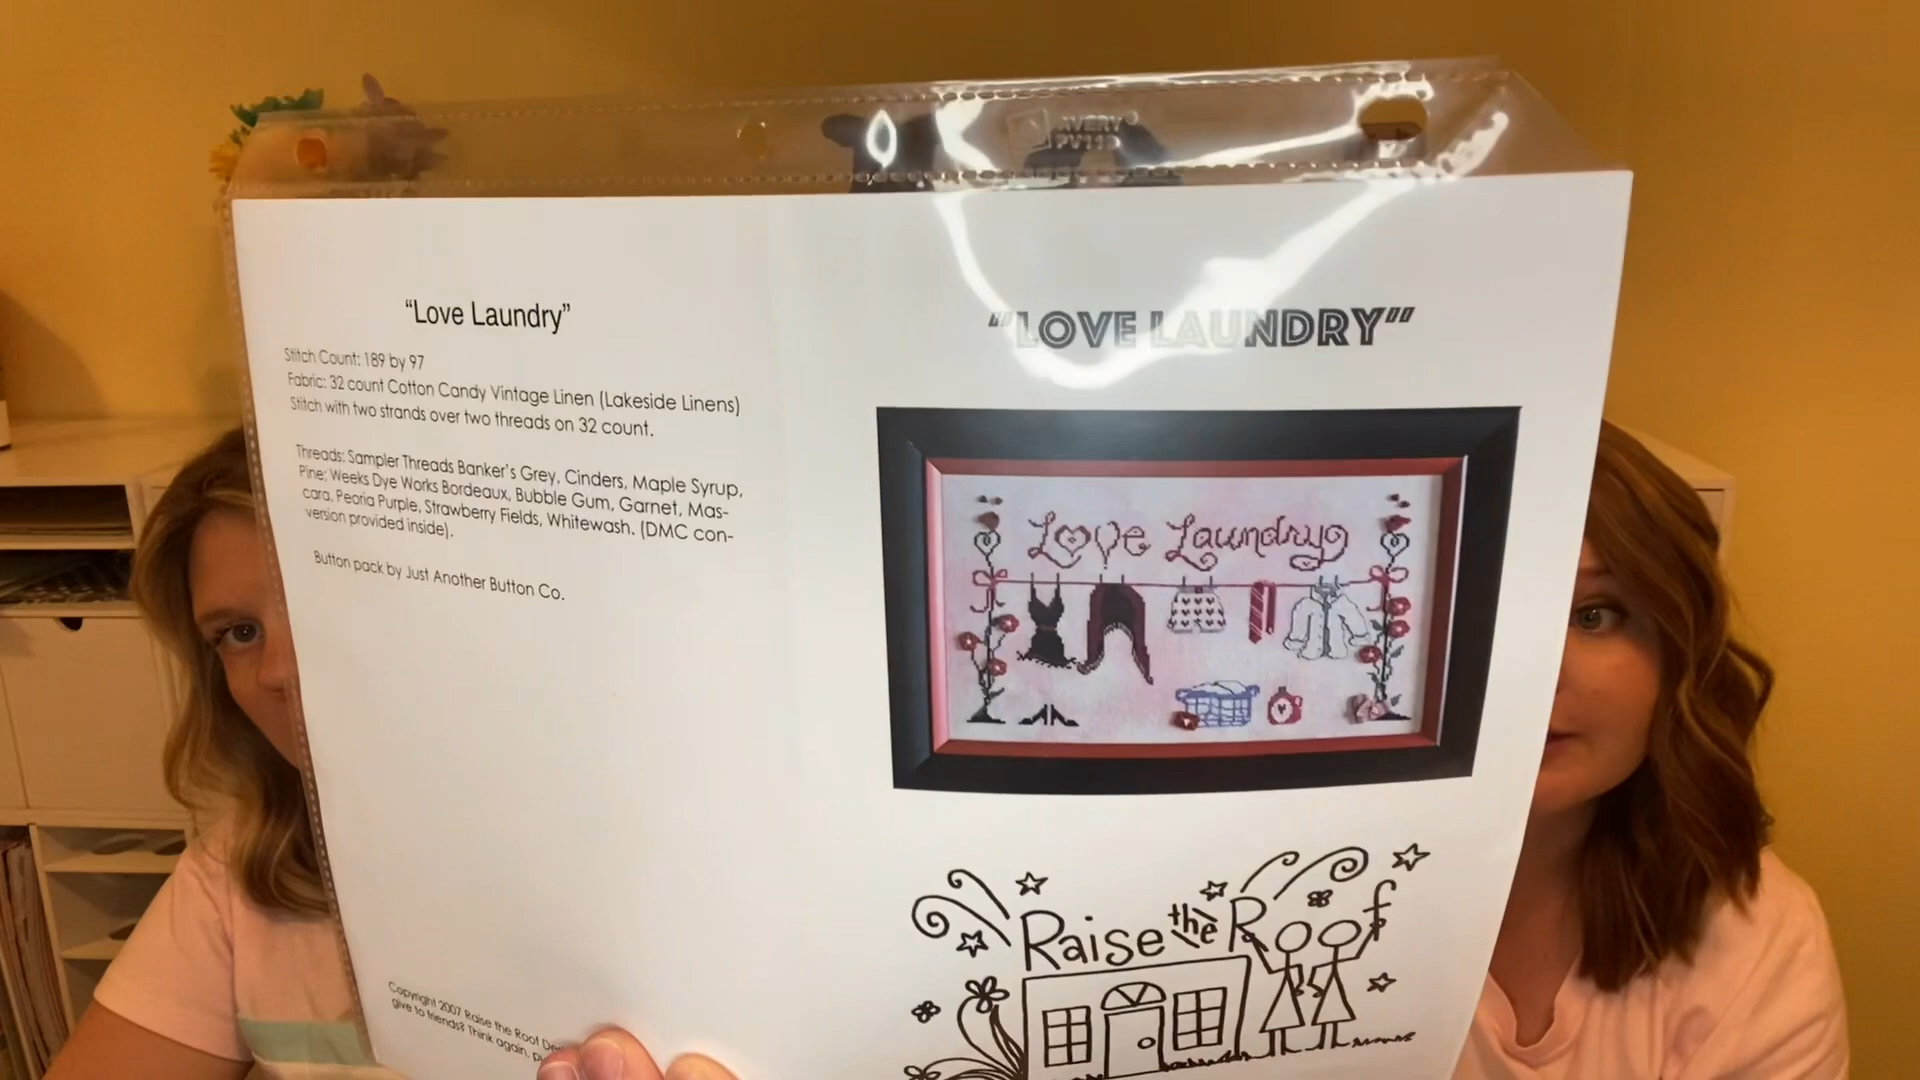 AVERY
PV119
“Love Laundry”
Stitch Count: 189 by 97
Fabric: 32 count Cotton Candy Vintage Linen (Lakeside Linens)
Stitch with two strands over two threads on 32 count.
Threads: Sampler Threads Banker's Grey, Cinders, Maple Syrup,
Pine; Weeks Dye Works Bordeaux, Bubble Gum, Garnet, Mas-
cara, Peoria Purple, Strawberry Fields, Whitewash. (DMC con-
version provided inside).
Button pack by Just Another Button Co.
Copyright 2007 Raise the Roof
give to friends? Think again,
"LOVE LAUNDRY"
Love Laundry
Raise the Roof